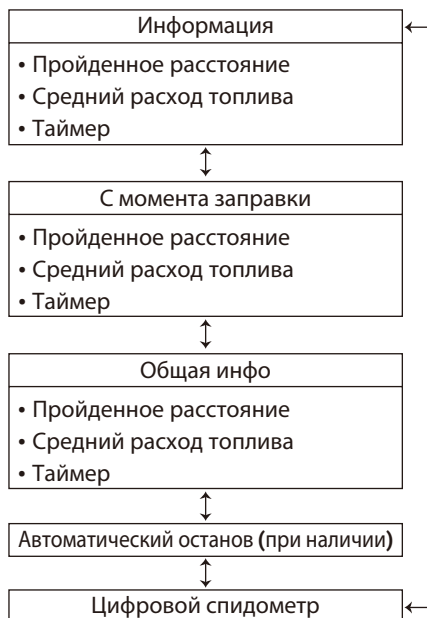 Информация
• Пройденное расстояние
• Средний расход топлива
• Таймер
С момента заправки
• Пройденное расстояние
• Средний расход топлива
• Таймер
Общая инфо
• Пройденное расстояние
• Средний расход топлива
• Таймер
Автоматический останов (при наличии)
Цифровой спидометр